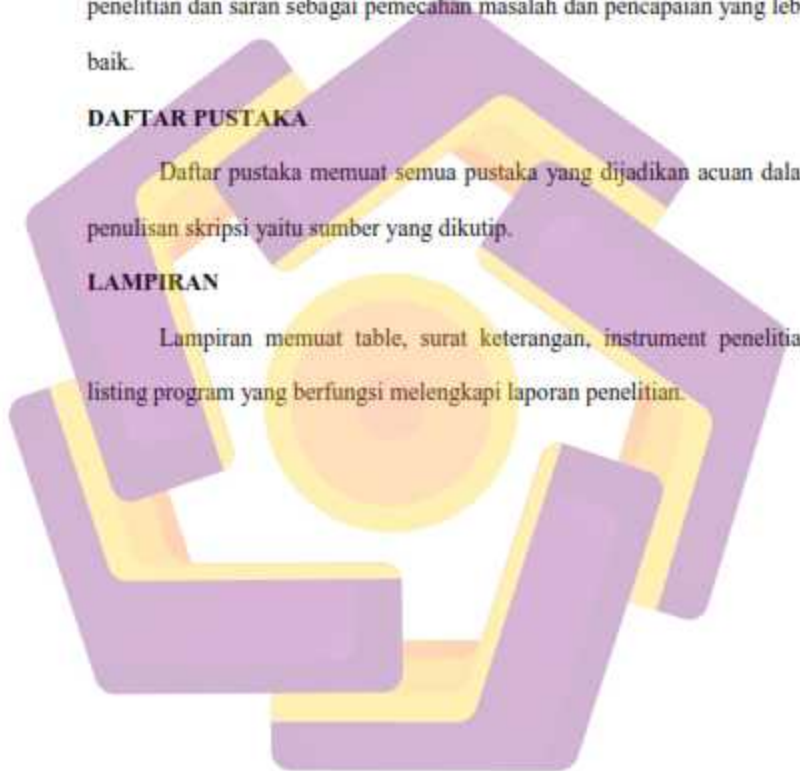 penelitian dan saran sebagai pemecahan masalah dan pencapaian yang leb
baik.
DAFTAR PUSTAKA
Daftar pustaka memuat semua pustaka yang dijadikan acuan dala
penulisan skripsi yaitu sumber yang dikutip.
LAMPIRAN
Lampiran memuat table, surat keterangan, instrument penelitia
listing program yang berfungsi melengkapi laporan penelitian.